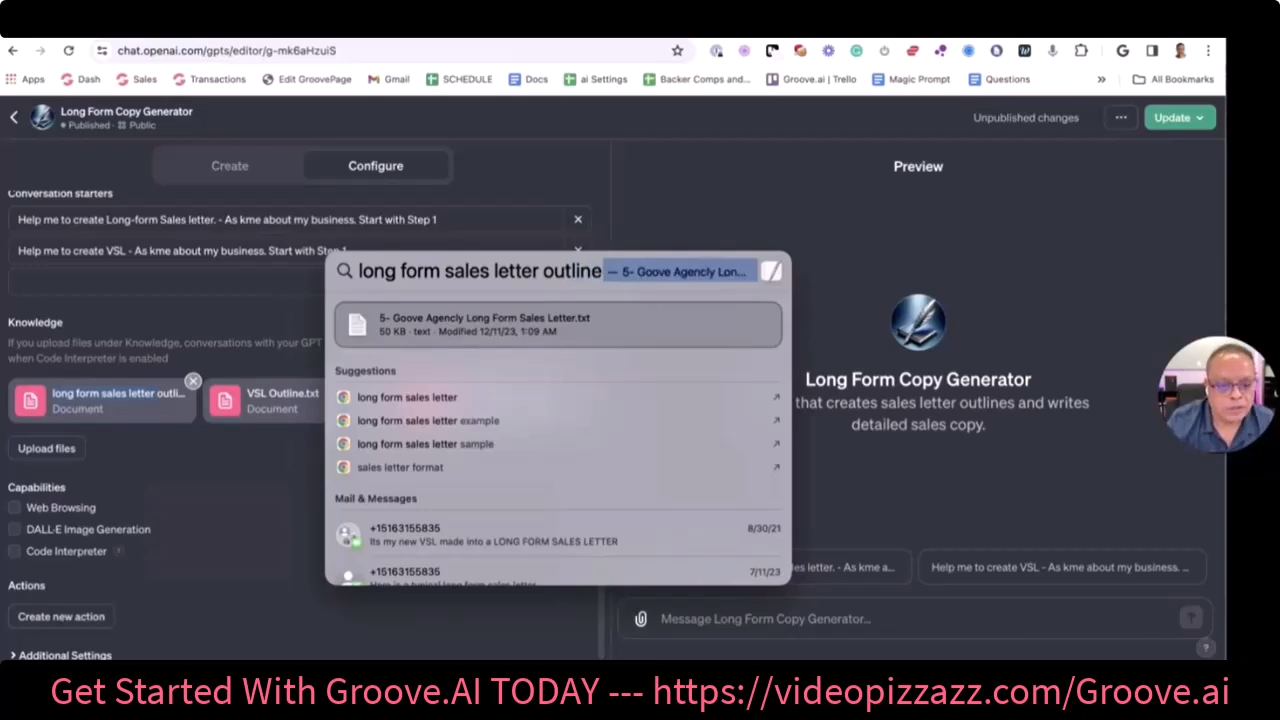 chat.openai.com/gpts/editor/g-mk6aHzuiS
Apps Dash Sales Transactions Edit GroovePage Gmail SCHEDULE Docs ai Settings Backer Comps and... Groove.ai | Trello Magic Prompt Questions » All Bookmarks
Long Form Copy Generator
Published · Public
Unpublished changes
Update
Create
Configure
Preview
Conversation starters
Help me to create Long-form Sales letter. - As kme about my business. Start with Step 1
Help me to create VSL - As kme about my business. Start with Step 1
long form sales letter outline — 5- Goove Agencly Lon...
5- Goove Agencly Long Form Sales Letter.txt
50 KB · text · Modified 12/11/23, 1:09 AM
Suggestions
long form sales letter
long form sales letter example
long form sales letter sample
sales letter format
Mail & Messages
+15163155835 8/30/21
Its my new VSL made into a LONG FORM SALES LETTER
+15163155835 7/11/23
Here is a typical long form sales letter
Knowledge
If you upload files under Knowledge, conversations with your GPT
when Code Interpreter is enabled
long form sales letter outli...
Document
VSL Outline.txt
Document
Upload files
Capabilities
Web Browsing
DALL·E Image Generation
Code Interpreter ?
Actions
Create new action
Additional Settings
Long Form Copy Generator
that creates sales letter outlines and writes
detailed sales copy.
es letter. - As kme a...
Help me to create VSL - As kme about my business. ...
Message Long Form Copy Generator...
?
Get Started With Groove.AI TODAY --- https://videopizzazz.com/Groove.ai